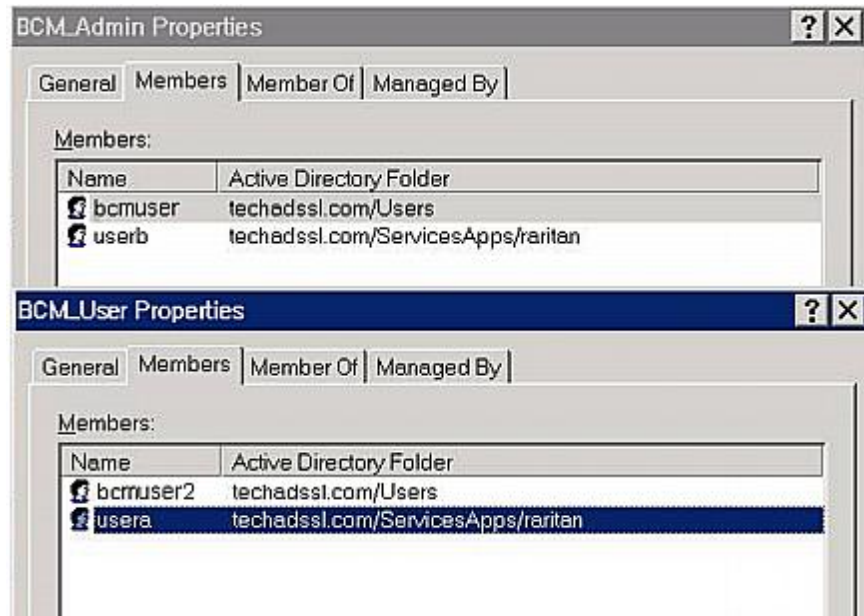 BCM_Admin Properties
General Members Member Of Managed By
Members:
Name Active Directory Folder
bcmuser techadssl.com/Users
userb techadssl.com/ServicesApps/raritan
BCM_User Properties
General Members Member Of Managed By
Members:
Name Active Directory Folder
bcmuser2 techadssl.com/Users
usera techadssl.com/ServicesApps/raritan